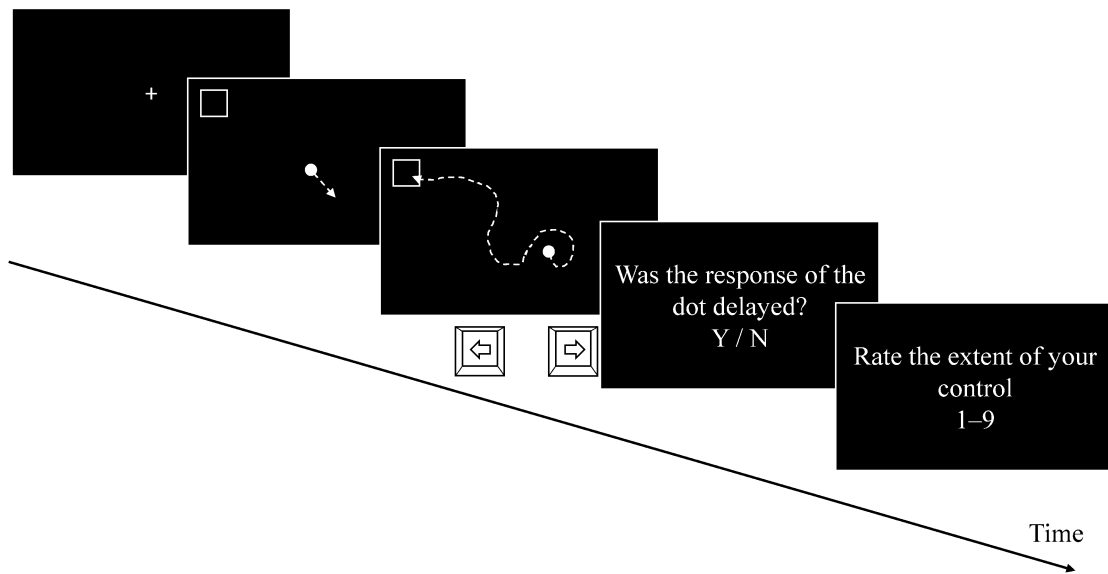 Was the response of the
dot delayed?
Y / N
Rate the extent of your
control
1–9
Time